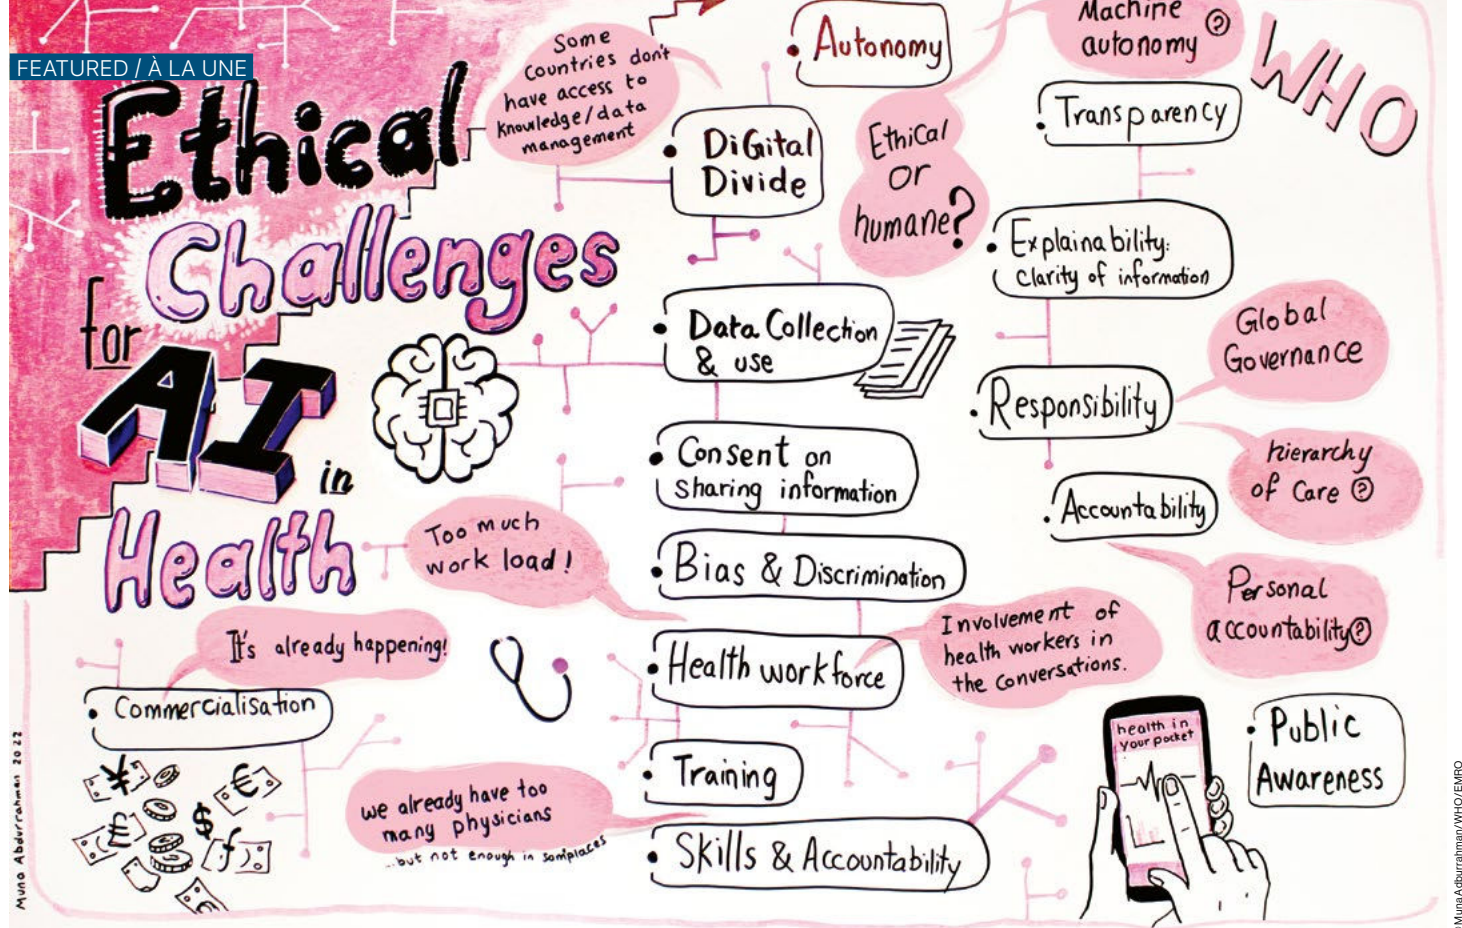 FEATURED / À LA UNE
Ethical
Challenges
for
AI
in
Health
WHO
Some
Countries don't
have access to
knowledge/data
management
Autonomy
Machine
autonomy ?
Ethical
or
humane?
DiGital
Divide
Transparency
Explainability:
Clarity of information
Data Collection
& use
Global
Governance
Responsibility
hierarchy
of Care ?
Consent on
sharing information
Accountability
Personal
accountability?
Too much
work load!
Bias & Discrimination
Health workforce
Involvement of
health workers in
the conversations.
It's already happening!
Commercialisation
¥
€
£
$
ƒ
€
Training
we already have too
many physicians
...but not enough in someplaces
Skills & Accountability
health in
your pocket
Public
Awareness
Muna Abdurrahman 2022
©Muna Adburrahman/WHO/EMRO